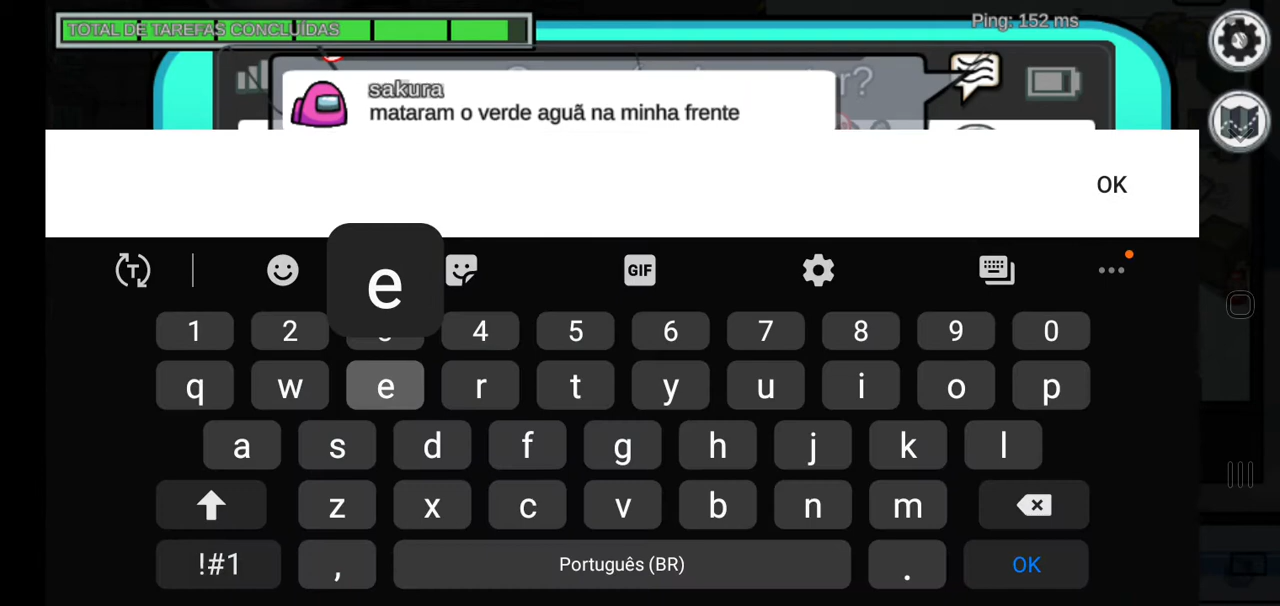 TOTAL DE TAREFAS CONCLUÍDAS
Ping: 152 ms
sakura
mataram o verde aguã na minha frente
OK
e
T
GIF
1 2 4 5 6 7 8 9 0
q w e r t y u i o p
a s d f g h j k l
z x c v b n m
!#1 , Português (BR) . OK